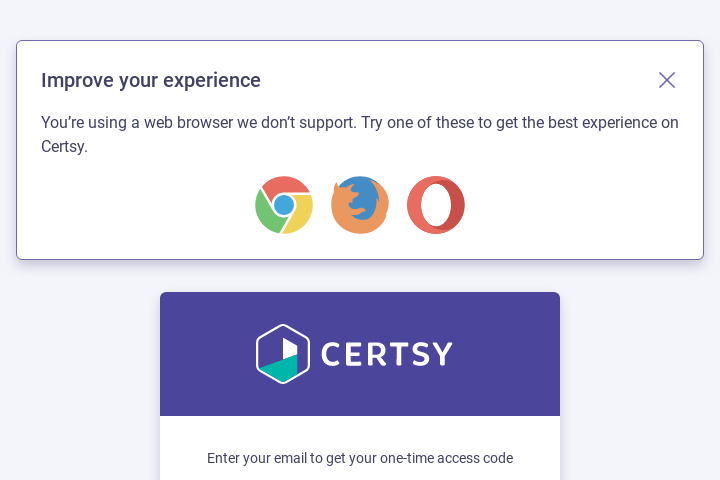 Improve your experience
You’re using a web browser we don’t support. Try one of these to get the best experience on
Certsy.
CERTSY
Enter your email to get your one-time access code